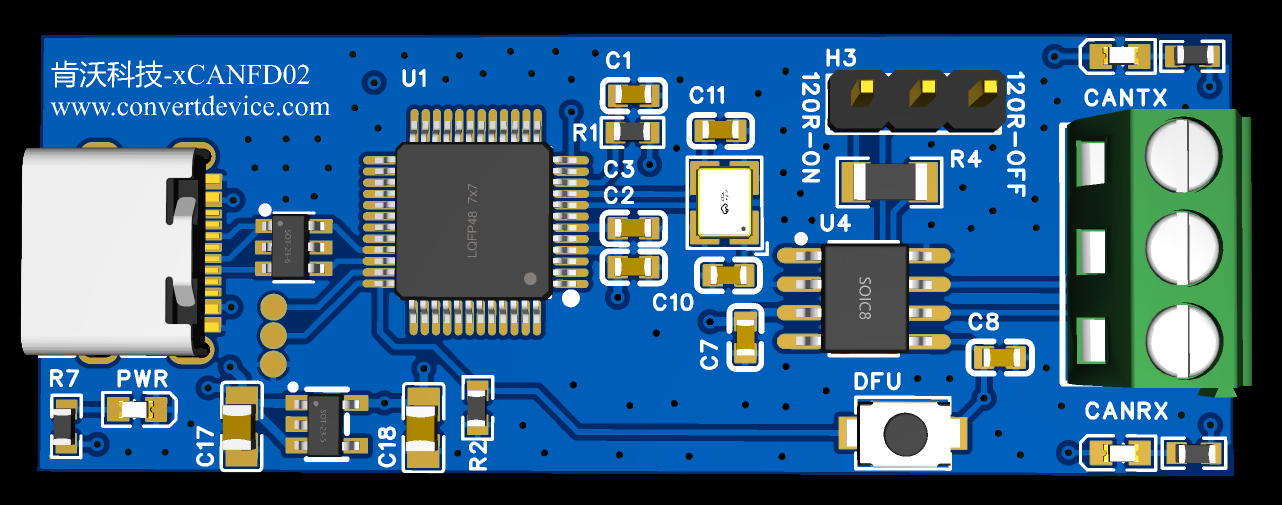 肯沃科技-xCANFD02
www.convertdevice.com
U1
C1
C11
H3
120R-ON
120R-OFF
CANTX
R1
C3
C2
R4
U4
LQFP48 7x7
SOT-23-6
SOIC8
C10
C7
C8
R7
PWR
C17
SOT-23-5
C18
R2
DFU
CANRX